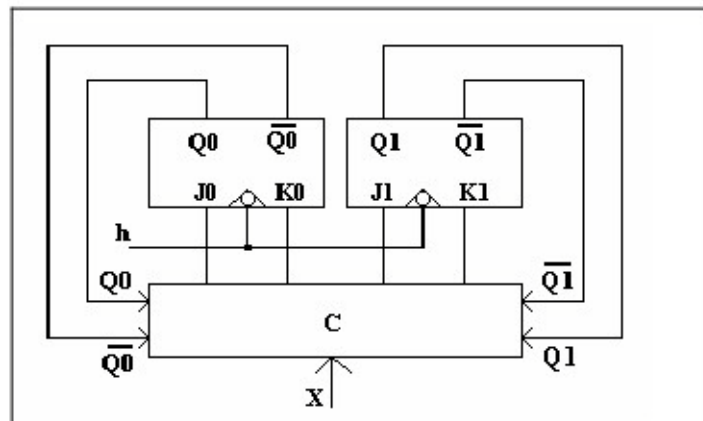 Q0 Q̅0̅ Q1 Q̅1̅
J0 K0 J1 K1
h
Q0 Q̅1̅
C
Q̅0̅ Q1
X